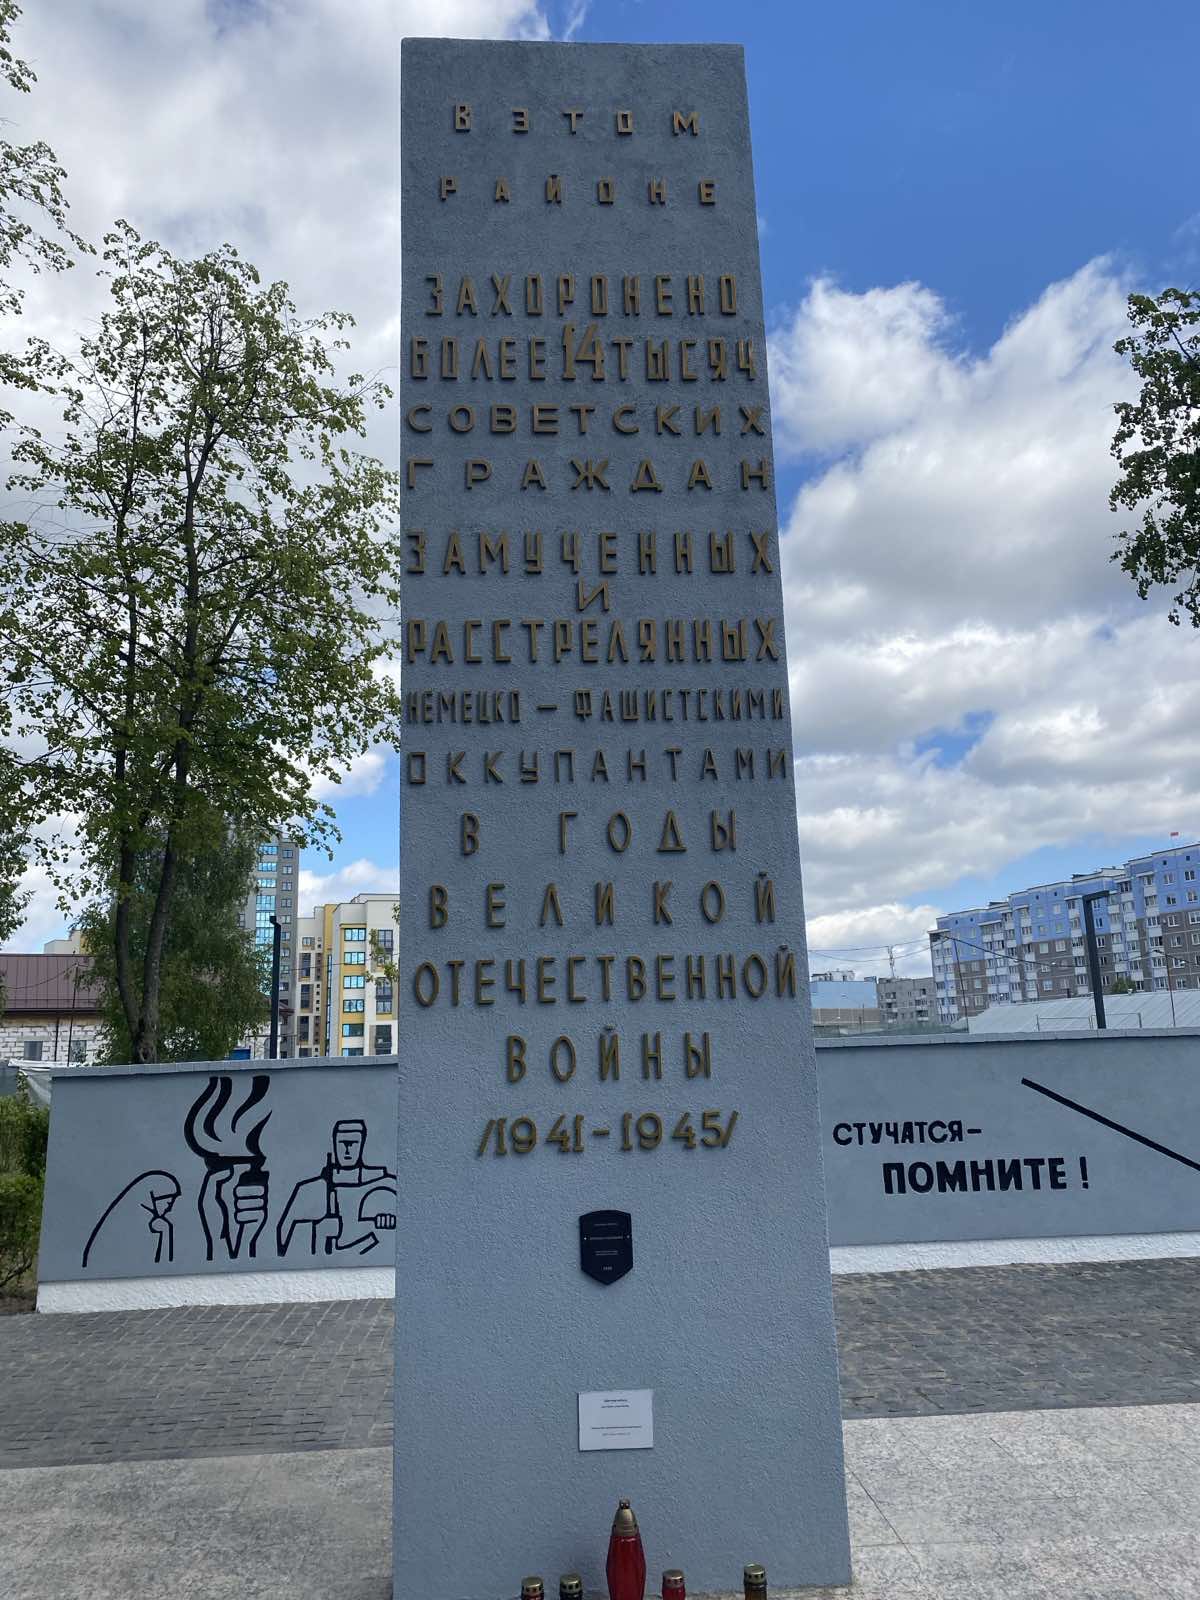 В ЭТОМ
РАЙОНЕ
ЗАХОРОНЕНО
БОЛЕЕ 14 ТЫСЯЧ
СОВЕТСКИХ
ГРАЖДАН
ЗАМУЧЕННЫХ
И
РАССТРЕЛЯННЫХ
НЕМЕЦКО – ФАШИСТСКИМИ
ОККУПАНТАМИ
В ГОДЫ
ВЕЛИКОЙ
ОТЕЧЕСТВЕННОЙ
ВОЙНЫ
/1941-1945/
СТУЧАТСЯ-
ПОМНИТЕ!